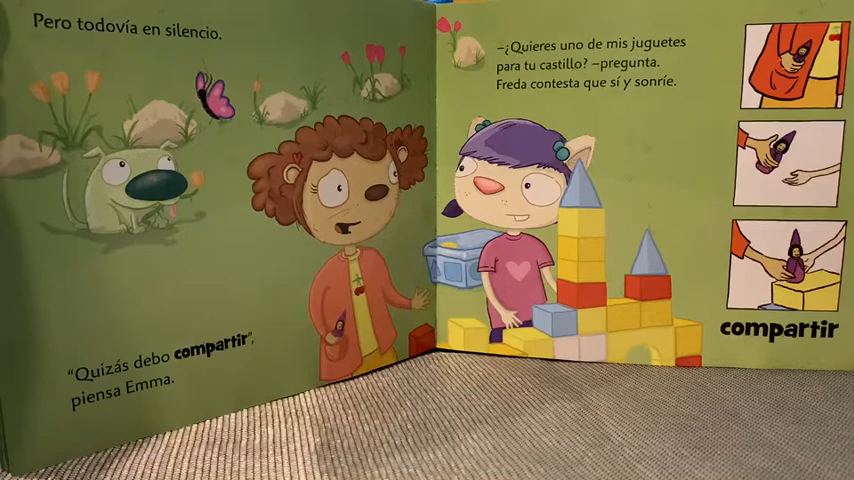 Pero todovía en silencio.
"Quizás debo compartir",
piensa Emma.
–¿Quieres uno de mis juguetes
para tu castillo? –pregunta.
Freda contesta que sí y sonríe.
compartir